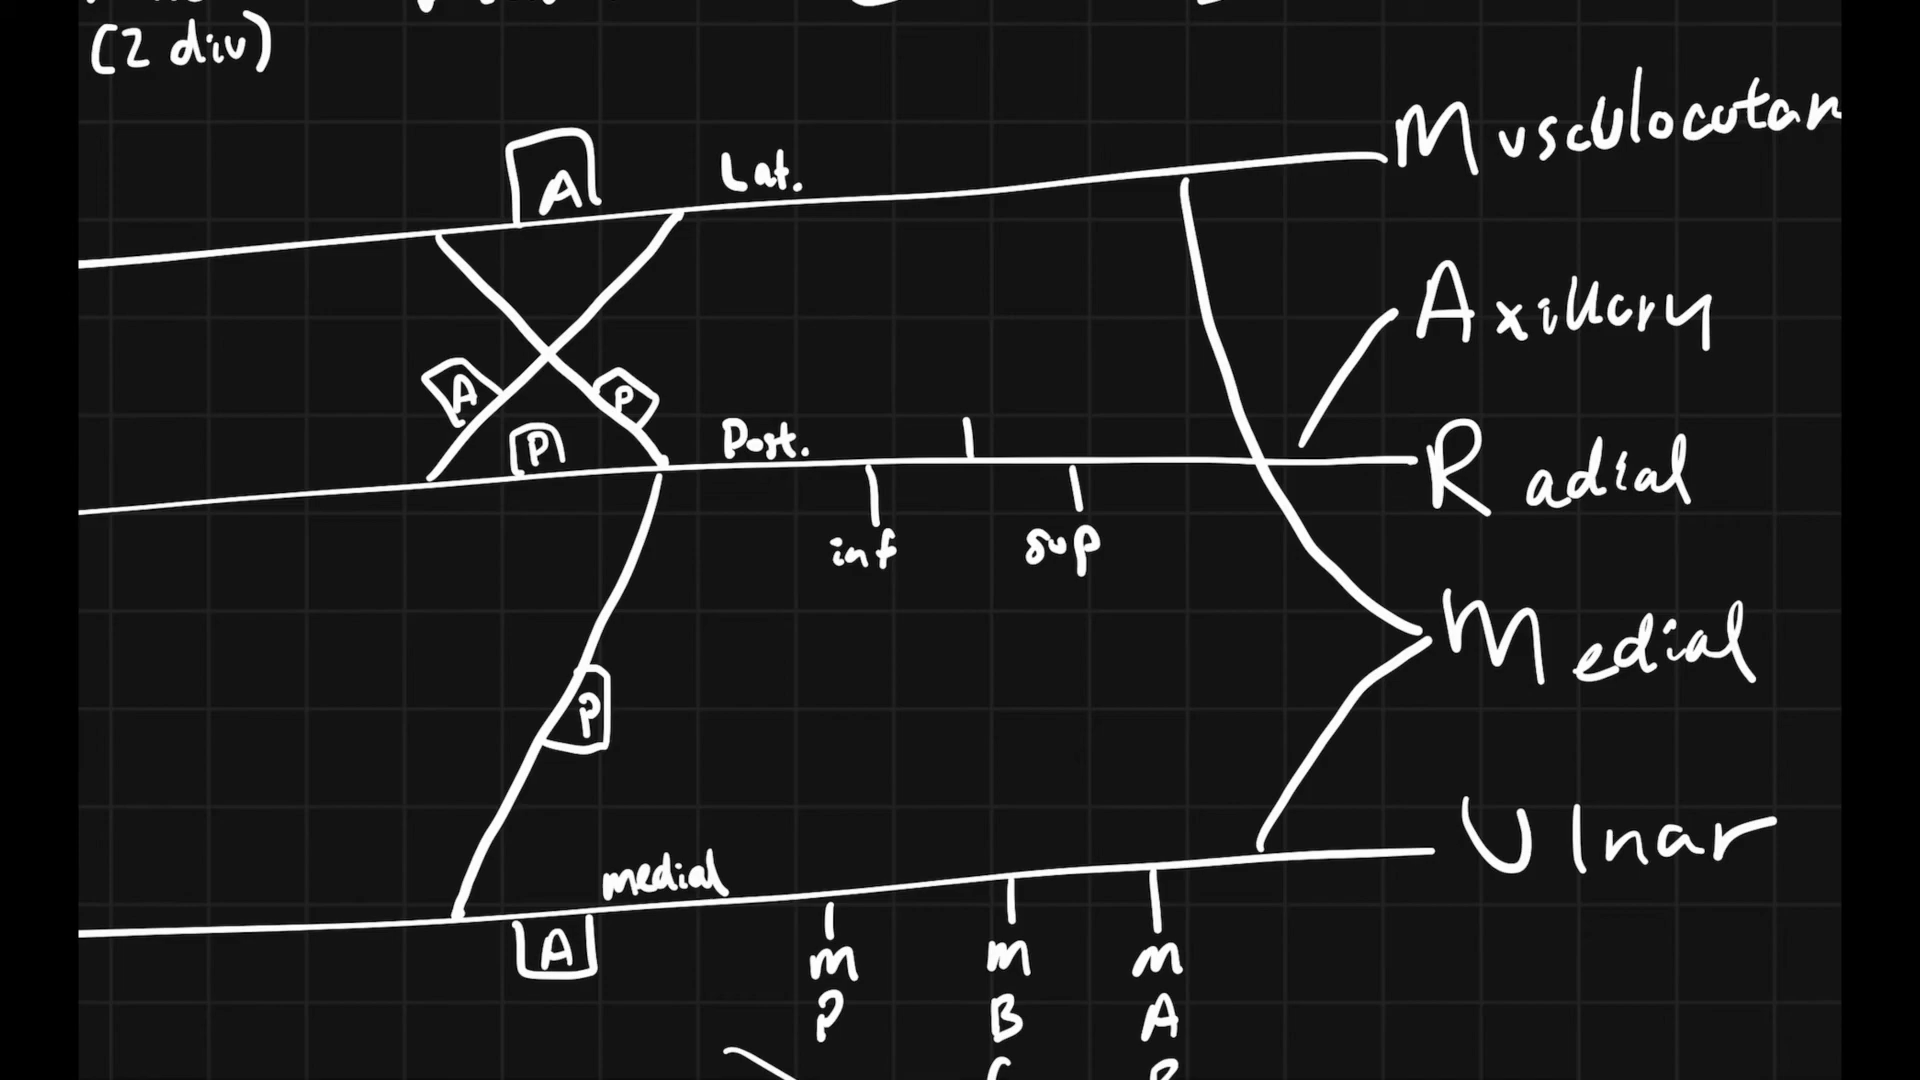 (2 div)
Musculocutan
A
Lat.
Axillary
A
P
P
Post.
Radial
inf
sup
Medial
P
Ulnar
medial
A
M
P
M
B
C
M
A